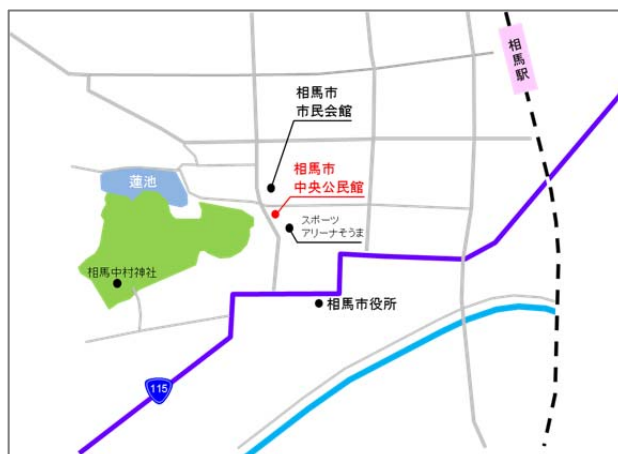 相馬駅
相馬市
市民会館
相馬市
中央公民館
蓮池
スポーツ
アリーナそうま
相馬中村神社
相馬市役所
115